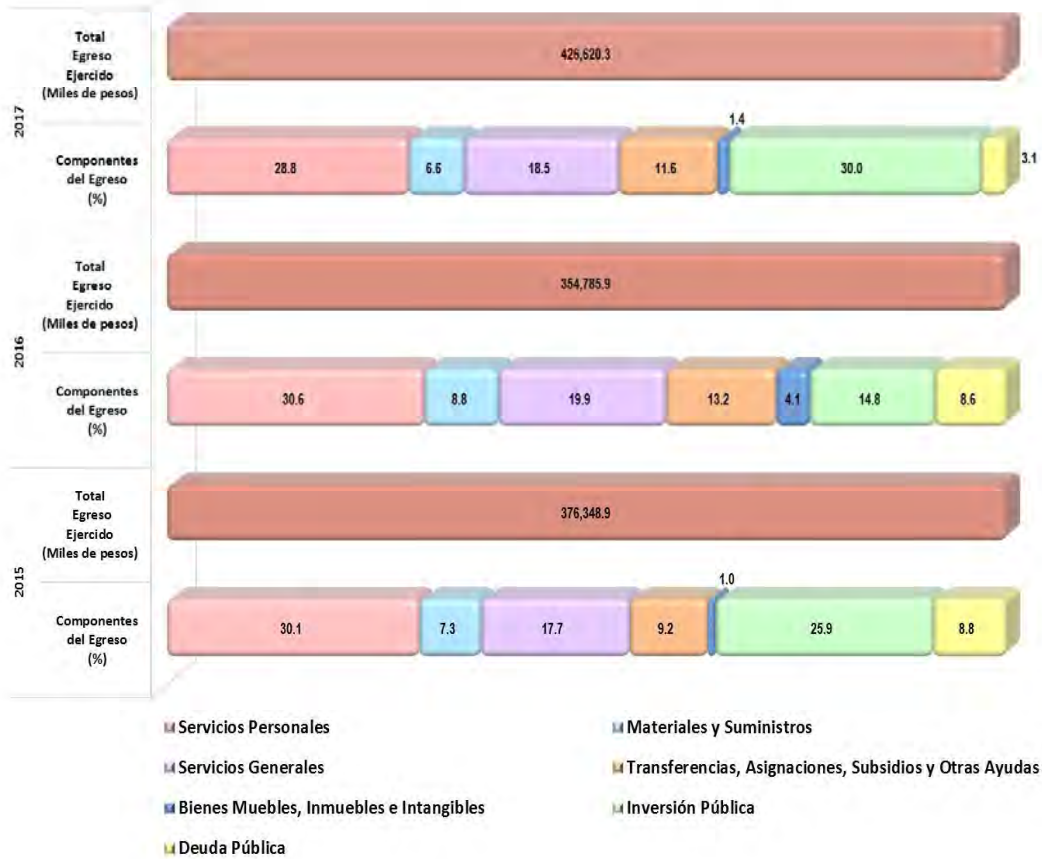 2017
Total
Egreso
Ejercido
(Miles de pesos)
426,620.3
Componentes
del Egreso
(%)
28.8
6.6
18.5
11.6
1.4
30.0
3.1
2016
Total
Egreso
Ejercido
(Miles de pesos)
354,785.9
Componentes
del Egreso
(%)
30.6
8.8
19.9
13.2
4.1
14.8
8.6
2015
Total
Egreso
Ejercido
(Miles de pesos)
376,348.9
Componentes
del Egreso
(%)
30.1
7.3
17.7
9.2
1.0
25.9
8.8
Servicios Personales
Materiales y Suministros
Servicios Generales
Transferencias, Asignaciones, Subsidios y Otras Ayudas
Bienes Muebles, Inmuebles e Intangibles
Inversión Pública
Deuda Pública